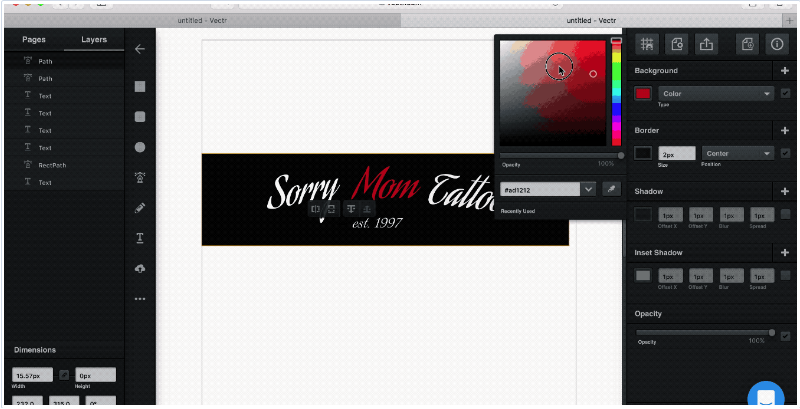 untitled - Vectr
untitled - Vectr
Pages
Layers
Path
Path
Text
Text
Text
Text
RectPath
Text
Dimensions
15.57px
0px
Width
Height
232.0
315.0
0°
Sorry Mom Tattoo
est. 1997
Opacity
100%
#ad1212
Recently Used
Background
Color
Type
Border
2px
Center
Size
Position
Shadow
1px
1px
1px
1px
Offset X
Offset Y
Blur
Spread
Inset Shadow
1px
1px
1px
1px
Offset X
Offset Y
Blur
Spread
Opacity
Opacity
100%